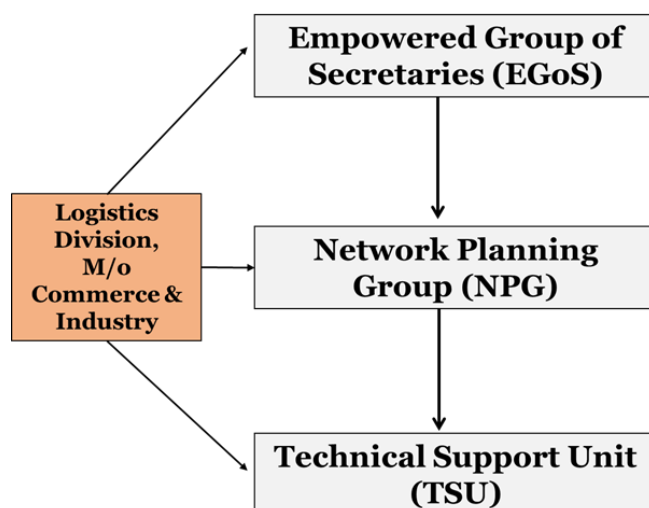 Empowered Group of
Secretaries (EGoS)
Logistics
Division,
M/o
Commerce &
Industry
Network Planning
Group (NPG)
Technical Support Unit
(TSU)